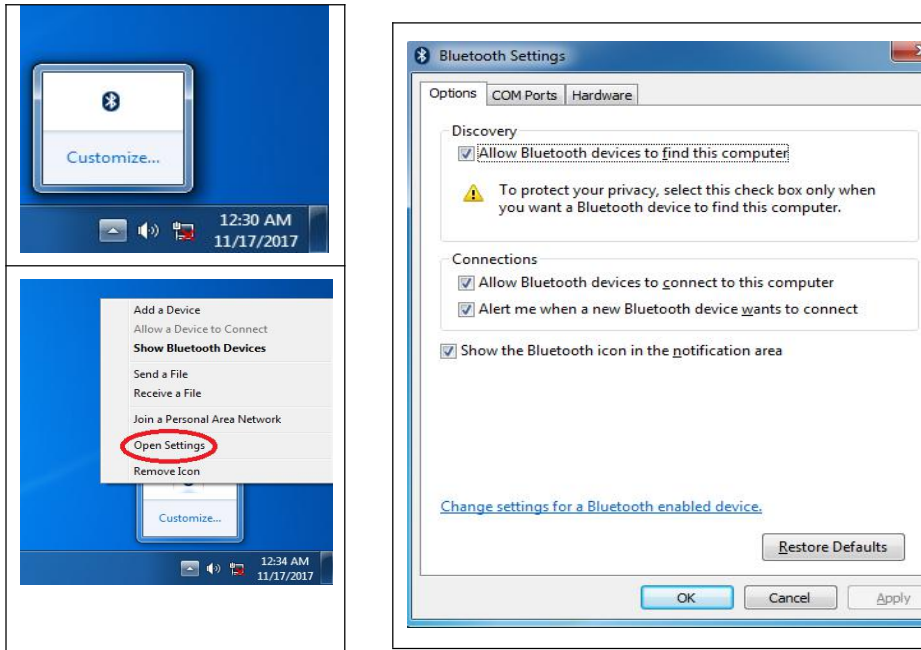 Customize...
12:30 AM
11/17/2017
Add a Device
Allow a Device to Connect
Show Bluetooth Devices
Send a File
Receive a File
Join a Personal Area Network
Open Settings
Remove Icon
Customize...
12:34 AM
11/17/2017
Bluetooth Settings
Options COM Ports Hardware
Discovery
Allow Bluetooth devices to find this computer
To protect your privacy, select this check box only when
you want a Bluetooth device to find this computer.
Connections
Allow Bluetooth devices to connect to this computer
Alert me when a new Bluetooth device wants to connect
Show the Bluetooth icon in the notification area
Change settings for a Bluetooth enabled device.
Restore Defaults
OK Cancel Apply